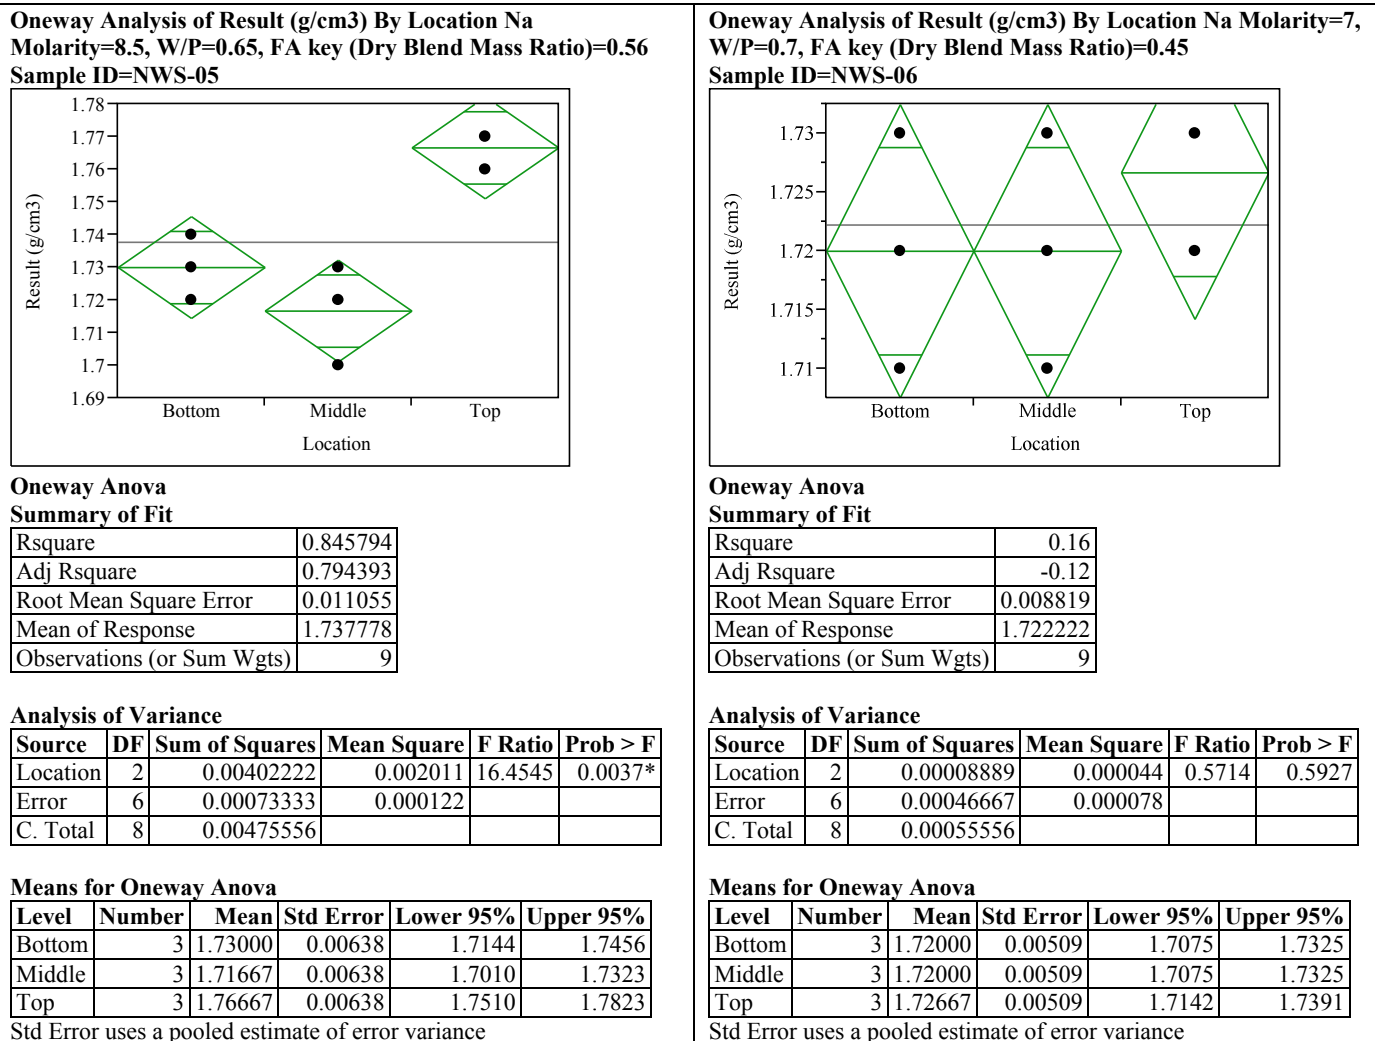 Oneway Analysis of Result (g/cm3) By Location Na
Molarity=8.5, W/P=0.65, FA key (Dry Blend Mass Ratio)=0.56
Sample ID=NWS-05
1.78
1.77
1.76
1.75
1.74
1.73
1.72
1.71
1.7
1.69
Result (g/cm3)
Bottom Middle Top
Location
Oneway Anova
Summary of Fit
Rsquare 0.845794
Adj Rsquare 0.794393
Root Mean Square Error 0.011055
Mean of Response 1.737778
Observations (or Sum Wgts) 9
Analysis of Variance
Source DF Sum of Squares Mean Square F Ratio Prob > F
Location 2 0.00402222 0.002011 16.4545 0.0037*
Error 6 0.00073333 0.000122
C. Total 8 0.00475556
Means for Oneway Anova
Level Number Mean Std Error Lower 95% Upper 95%
Bottom 3 1.73000 0.00638 1.7144 1.7456
Middle 3 1.71667 0.00638 1.7010 1.7323
Top 3 1.76667 0.00638 1.7510 1.7823
Std Error uses a pooled estimate of error variance
Oneway Analysis of Result (g/cm3) By Location Na Molarity=7,
W/P=0.7, FA key (Dry Blend Mass Ratio)=0.45
Sample ID=NWS-06
1.73
1.725
1.72
1.715
1.71
Result (g/cm3)
Bottom Middle Top
Location
Oneway Anova
Summary of Fit
Rsquare 0.16
Adj Rsquare -0.12
Root Mean Square Error 0.008819
Mean of Response 1.722222
Observations (or Sum Wgts) 9
Analysis of Variance
Source DF Sum of Squares Mean Square F Ratio Prob > F
Location 2 0.00008889 0.000044 0.5714 0.5927
Error 6 0.00046667 0.000078
C. Total 8 0.00055556
Means for Oneway Anova
Level Number Mean Std Error Lower 95% Upper 95%
Bottom 3 1.72000 0.00509 1.7075 1.7325
Middle 3 1.72000 0.00509 1.7075 1.7325
Top 3 1.72667 0.00509 1.7142 1.7391
Std Error uses a pooled estimate of error variance